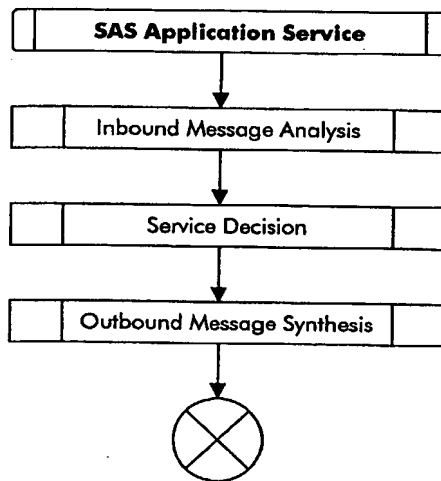 SAS Application Service
Inbound Message Analysis
Service Decision
Outbound Message Synthesis